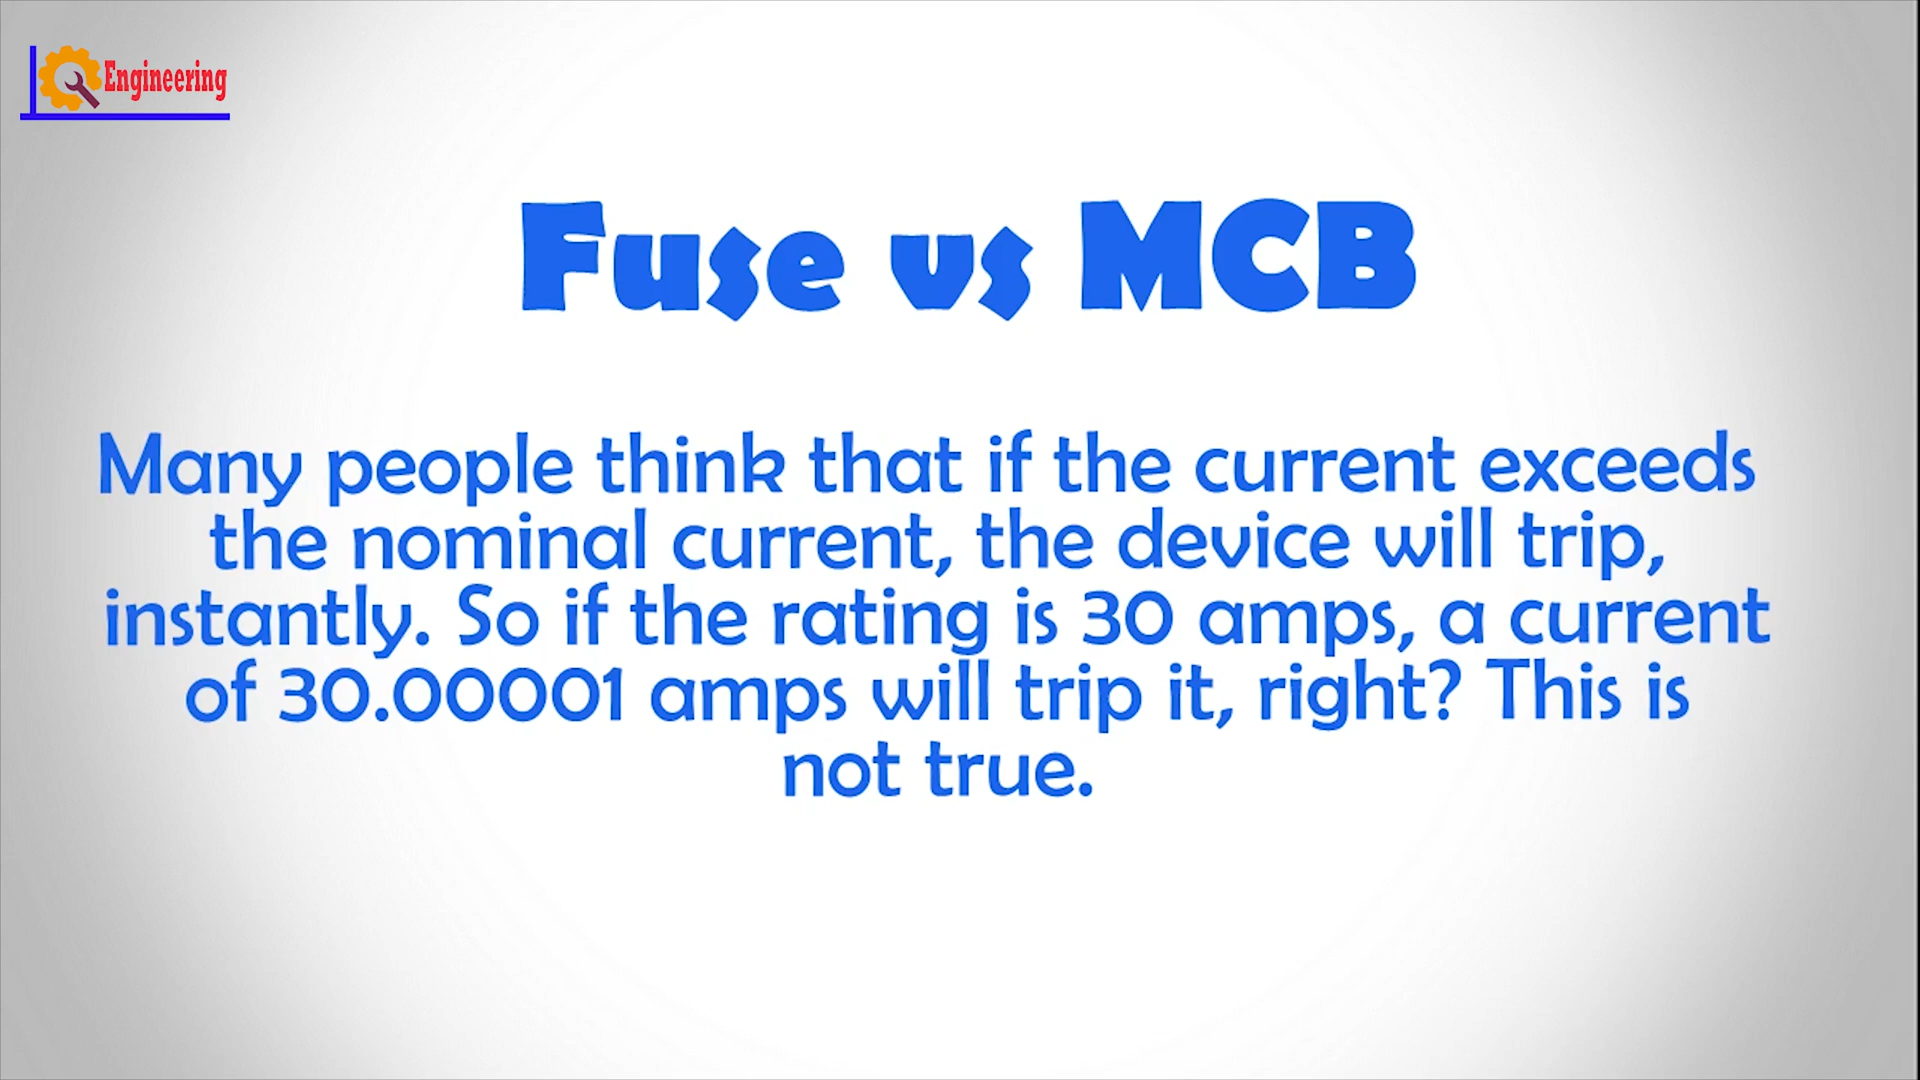 Engineering
Fuse vs MCB
Many people think that if the current exceeds
the nominal current, the device will trip,
instantly. So if the rating is 30 amps, a current
of 30.00001 amps will trip it, right? This is
not true.